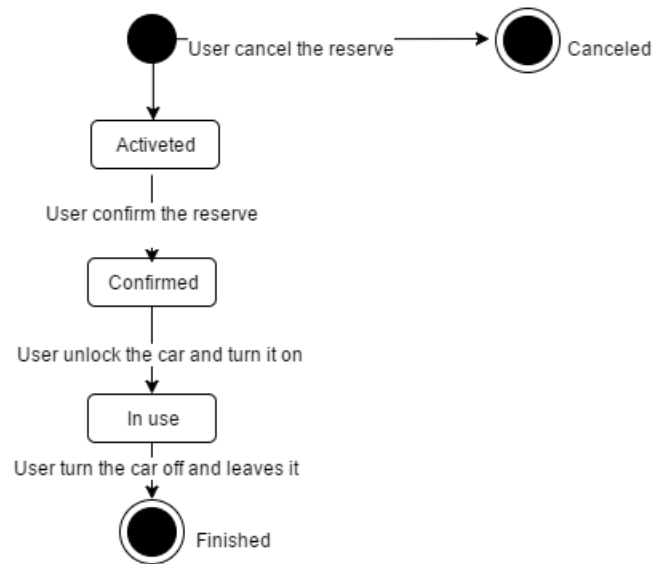 User cancel the reserve
Canceled
Activeted
User confirm the reserve
Confirmed
User unlock the car and turn it on
In use
User turn the car off and leaves it
Finished